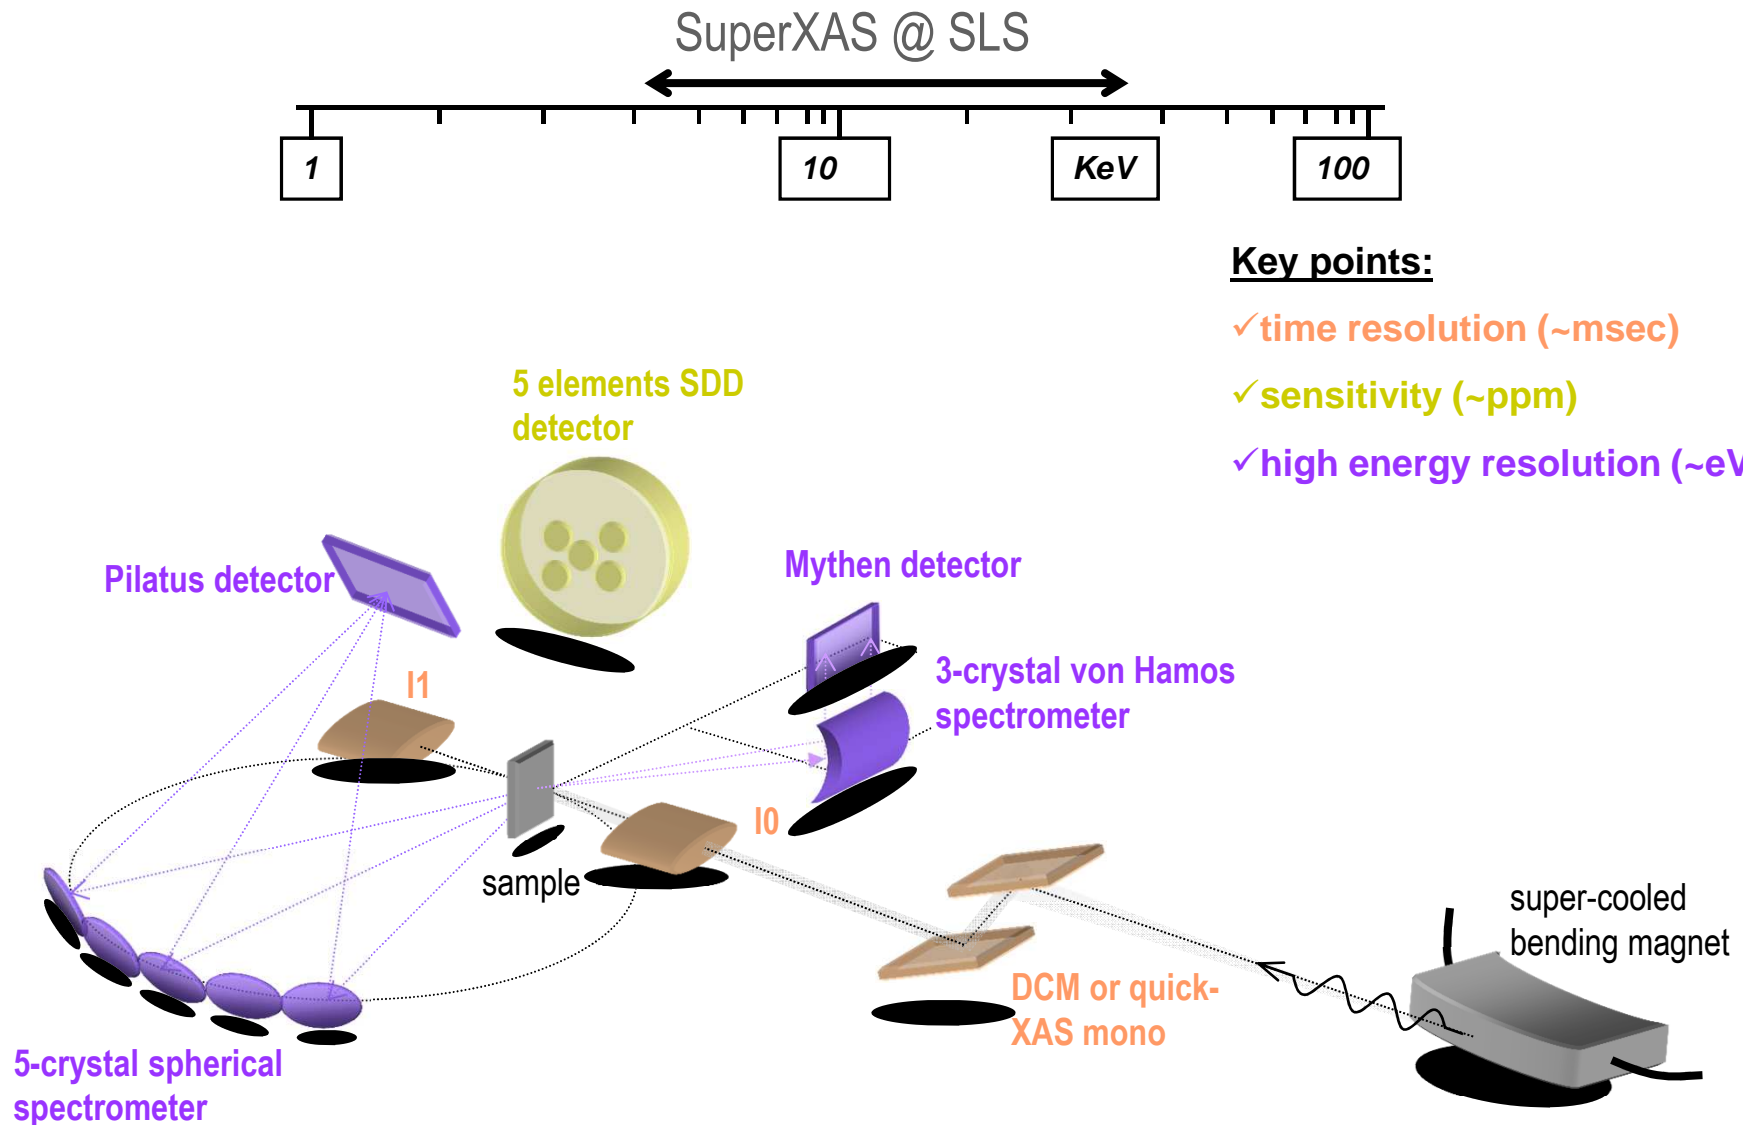 SuperXAS @ SLS
1
10
KeV
100
Key points:
✓time resolution (~msec)
✓sensitivity (~ppm)
✓high energy resolution (~eV
5 elements SDD
detector
Pilatus detector
Mythen detector
I1
3-crystal von Hamos
spectrometer
I0
sample
super-cooled
bending magnet
DCM or quick-
XAS mono
5-crystal spherical
spectrometer